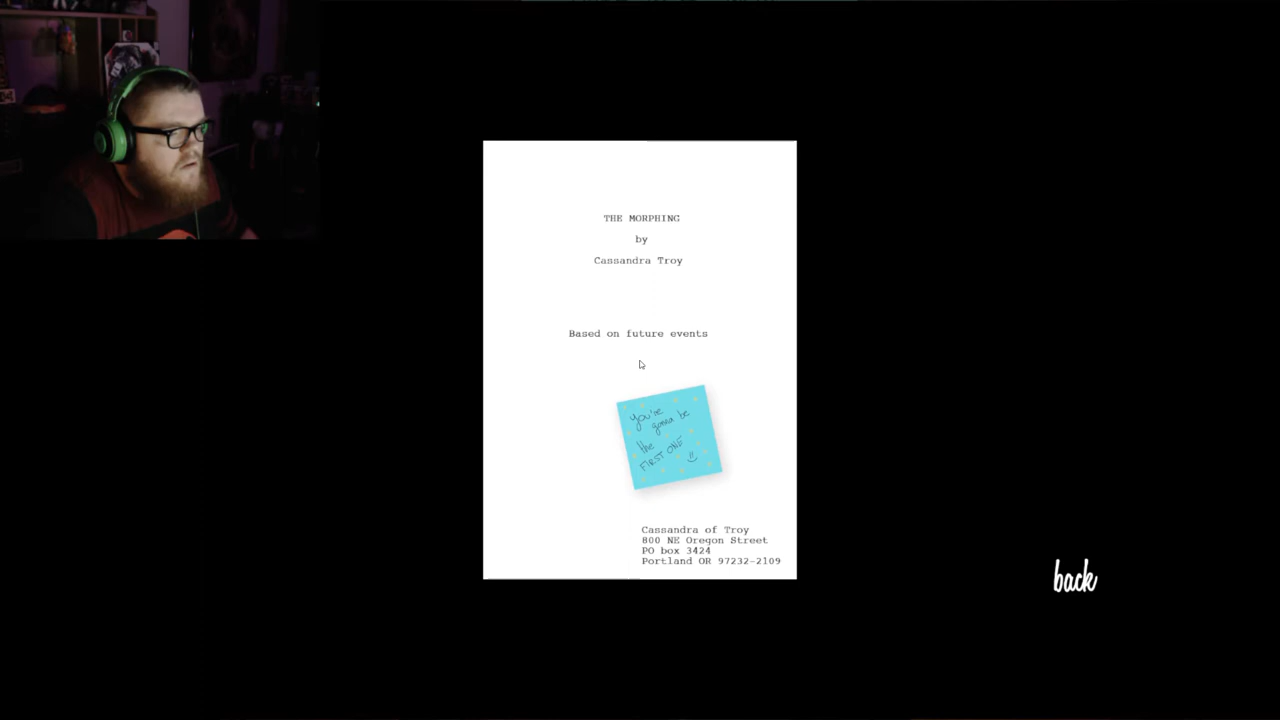 THE MORPHING
by
Cassandra Troy
Based on future events
you're
gonna be
the
FIRST ONE
Cassandra of Troy
800 NE Oregon Street
PO box 3424
Portland OR 97232-2109
back